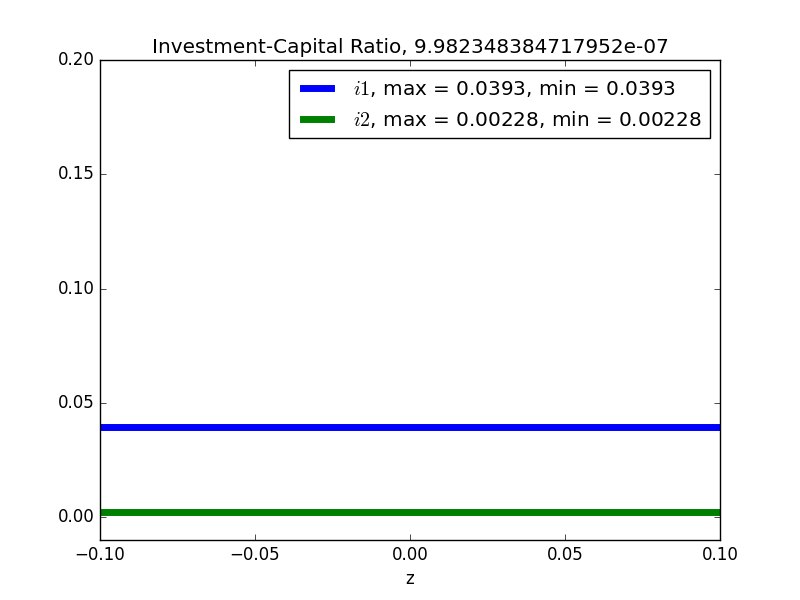 Investment-Capital Ratio, 9.982348384717952e-07
i1, max = 0.0393, min = 0.0393
i2, max = 0.00228, min = 0.00228
0.20
0.15
0.10
0.05
0.00
−0.10 −0.05 0.00 0.05 0.10
z